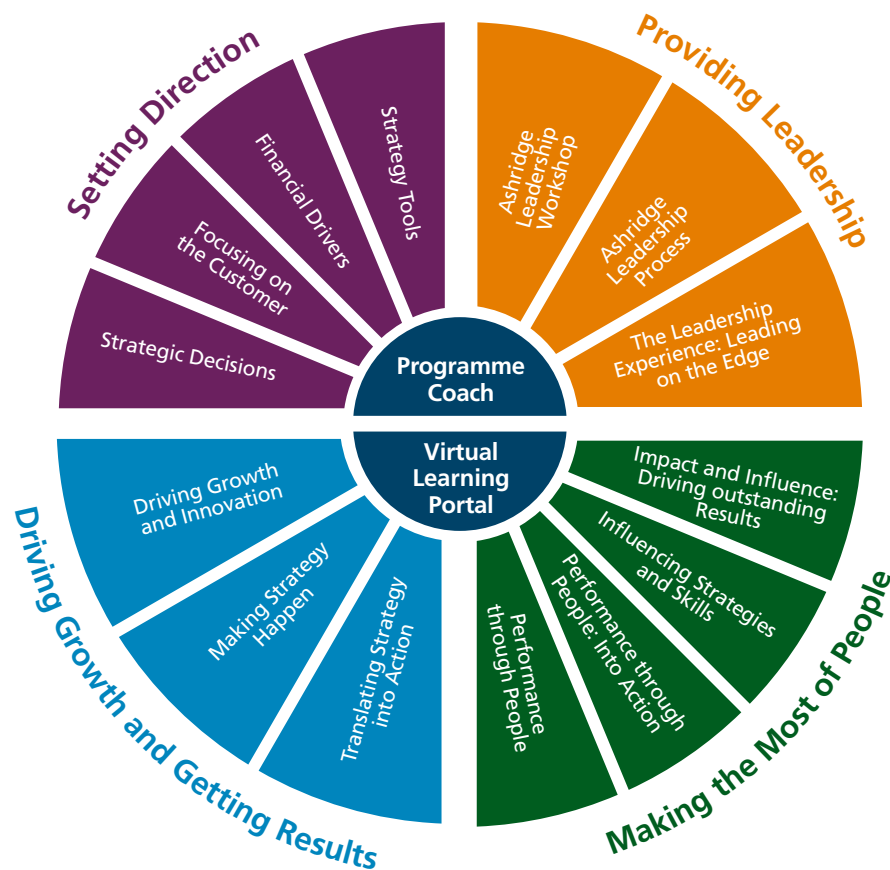 Setting Direction
Strategic Decisions
Focusing on
the Customer
Financial Drivers
Strategy Tools
Providing Leadership
Ashridge
Leadership
Workshop
Ashridge
Leadership
Process
The Leadership
Experience: Leading
on the Edge
Programme
Coach
Virtual
Learning
Portal
Driving Growth and Getting Results
Driving Growth
and Innovation
Making Strategy
Happen
Translating Strategy
into Action
Making the Most of People
Impact and Influence:
Driving outstanding
Results
Influencing Strategies
and Skills
Performance through
People: Into Action
Performance
through People